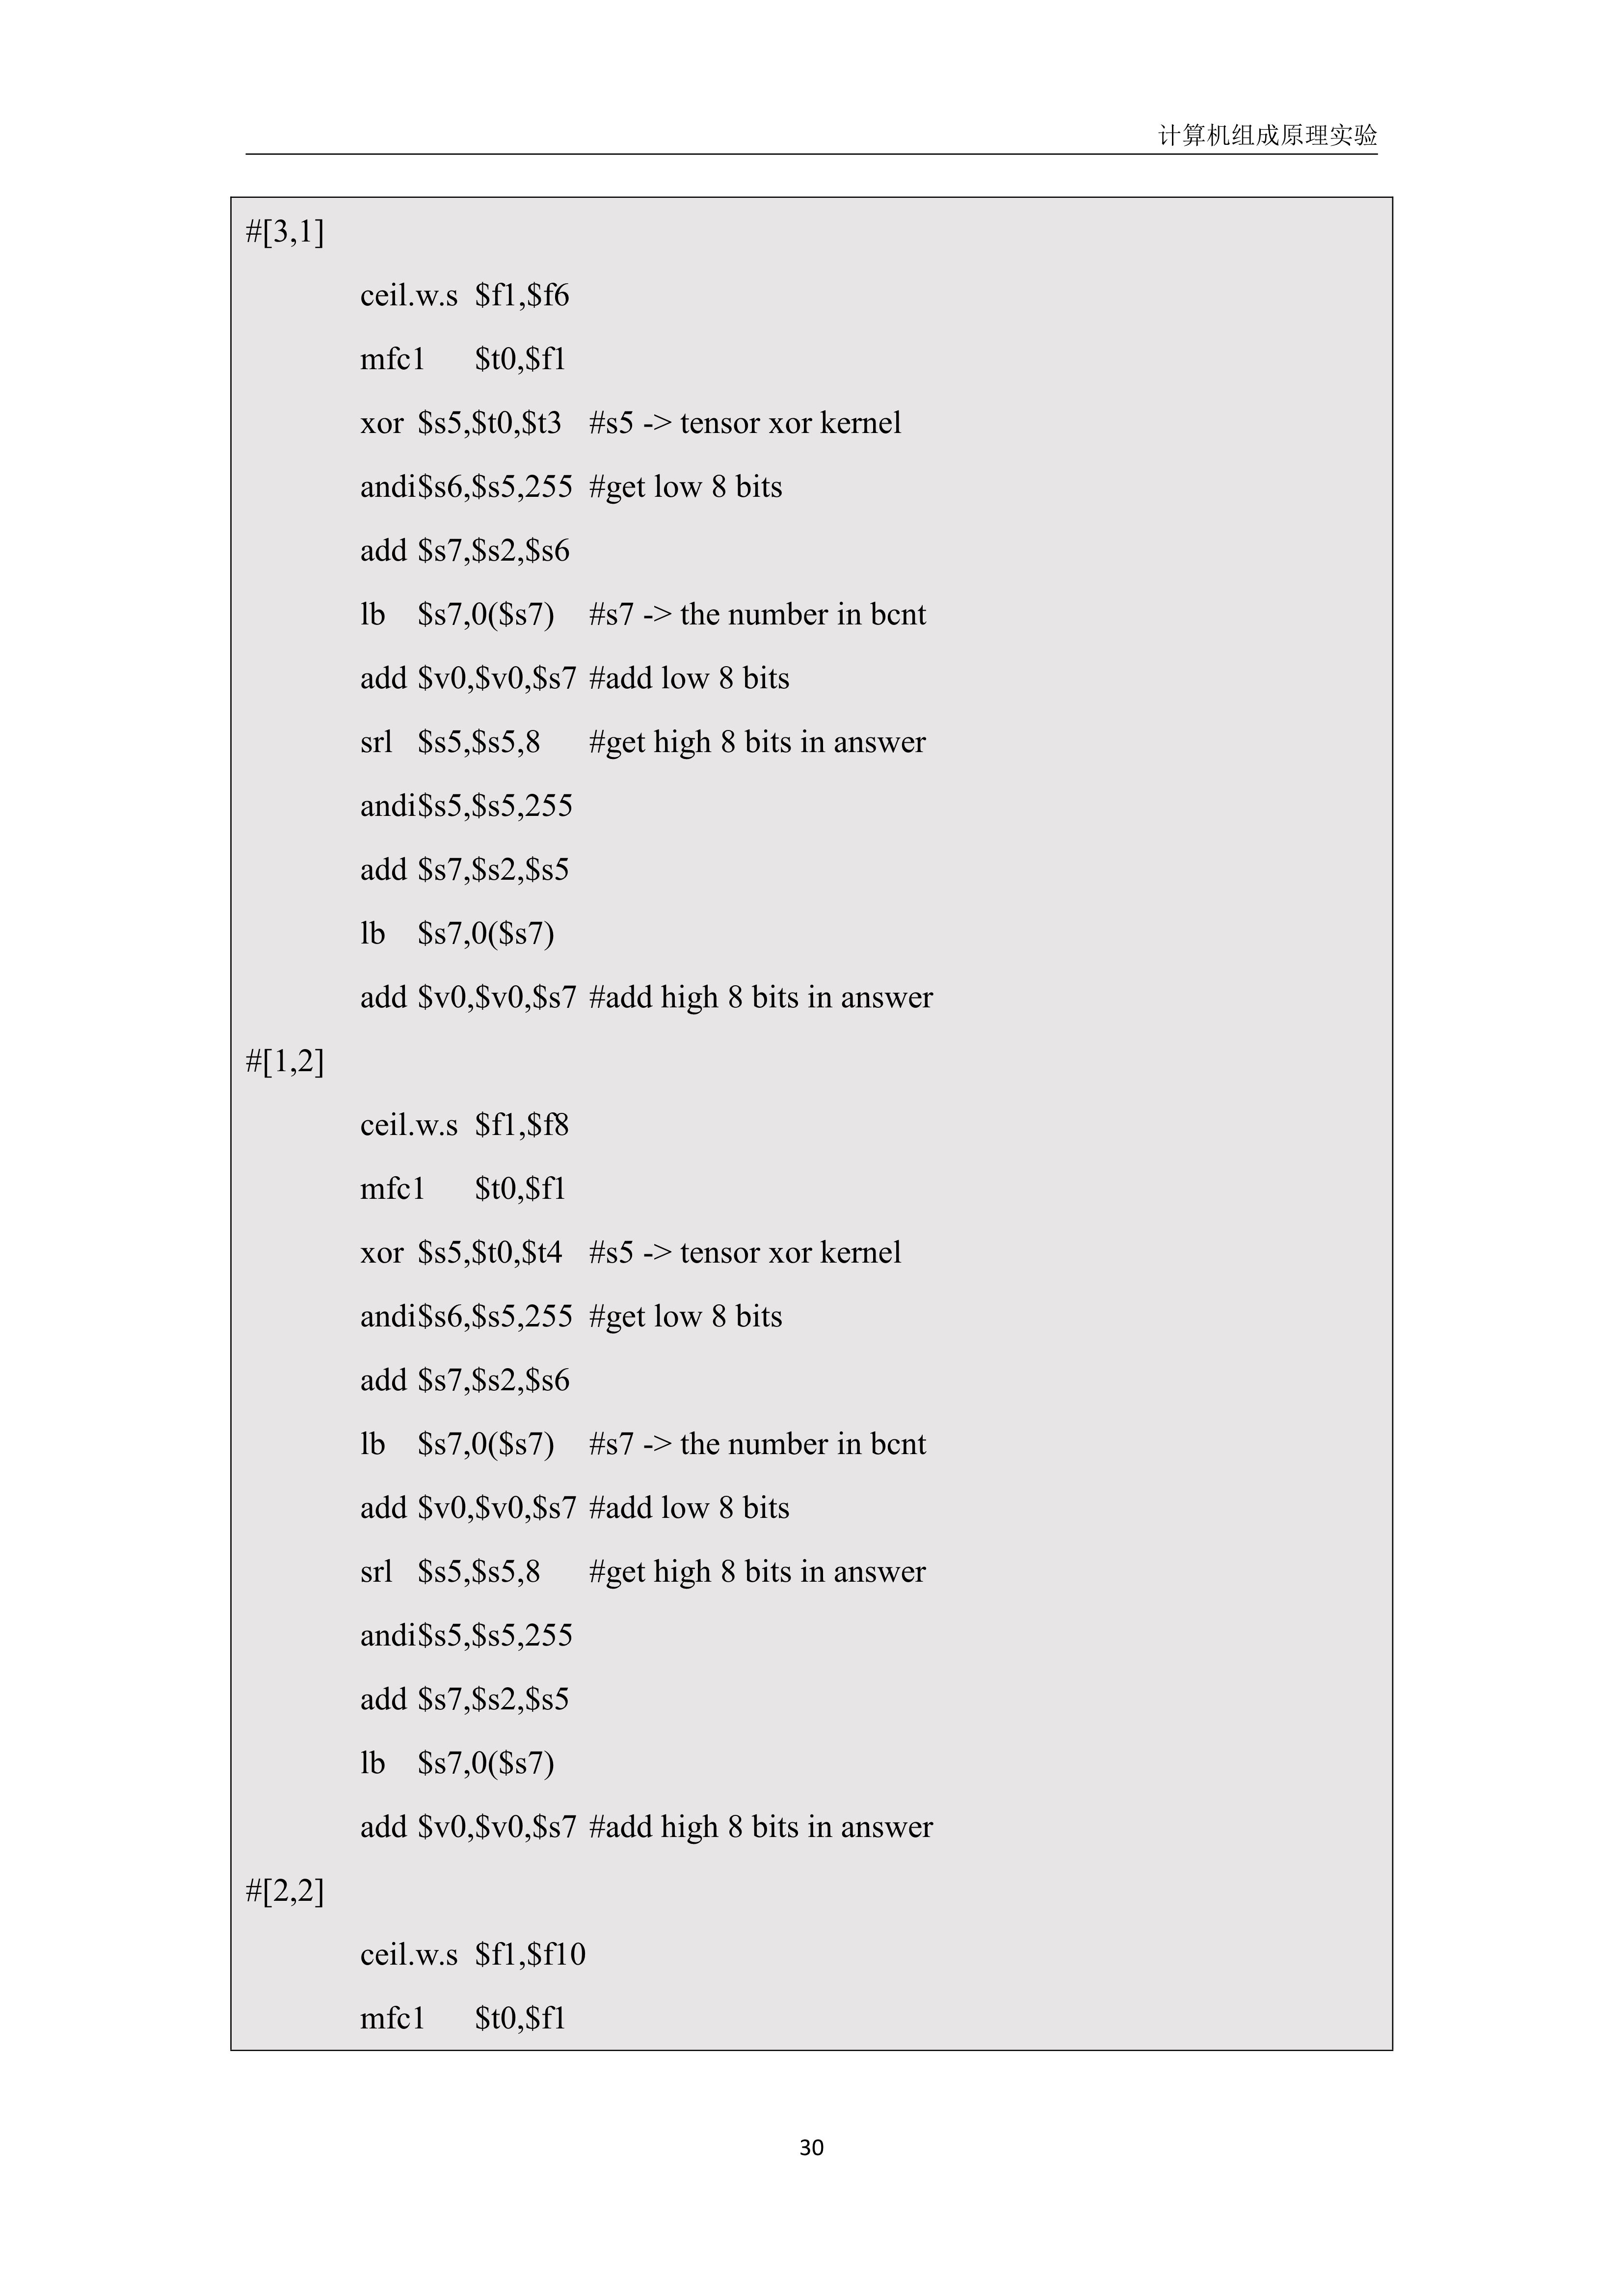 计算机组成原理实验
#[3,1]
ceil.w.s $f1,$f6
mfc1 $t0,$f1
xor $s5,$t0,$t3 #s5 -> tensor xor kernel
andi$s6,$s5,255 #get low 8 bits
add $s7,$s2,$s6
lb $s7,0($s7) #s7 -> the number in bcnt
add $v0,$v0,$s7 #add low 8 bits
srl $s5,$s5,8 #get high 8 bits in answer
andi$s5,$s5,255
add $s7,$s2,$s5
lb $s7,0($s7)
add $v0,$v0,$s7 #add high 8 bits in answer
#[1,2]
ceil.w.s $f1,$f8
mfc1 $t0,$f1
xor $s5,$t0,$t4 #s5 -> tensor xor kernel
andi$s6,$s5,255 #get low 8 bits
add $s7,$s2,$s6
lb $s7,0($s7) #s7 -> the number in bcnt
add $v0,$v0,$s7 #add low 8 bits
srl $s5,$s5,8 #get high 8 bits in answer
andi$s5,$s5,255
add $s7,$s2,$s5
lb $s7,0($s7)
add $v0,$v0,$s7 #add high 8 bits in answer
#[2,2]
ceil.w.s $f1,$f10
mfc1 $t0,$f1
30